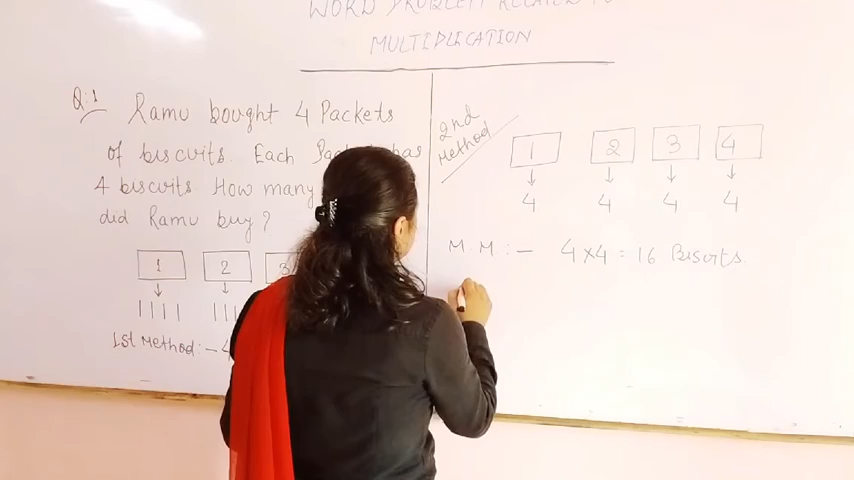 WORD PROBLEM RELATED TO
MULTIPLICATION
Q:1 Ramu bought 4 Packets
of biscuits. Each has
4 biscuits. How many
did Ramu buy?
1 2 3
1st Method:- 4
2nd
Method
1 2 3 4
4 4 4 4
M.M :- 4x4 = 16 Biscuits.